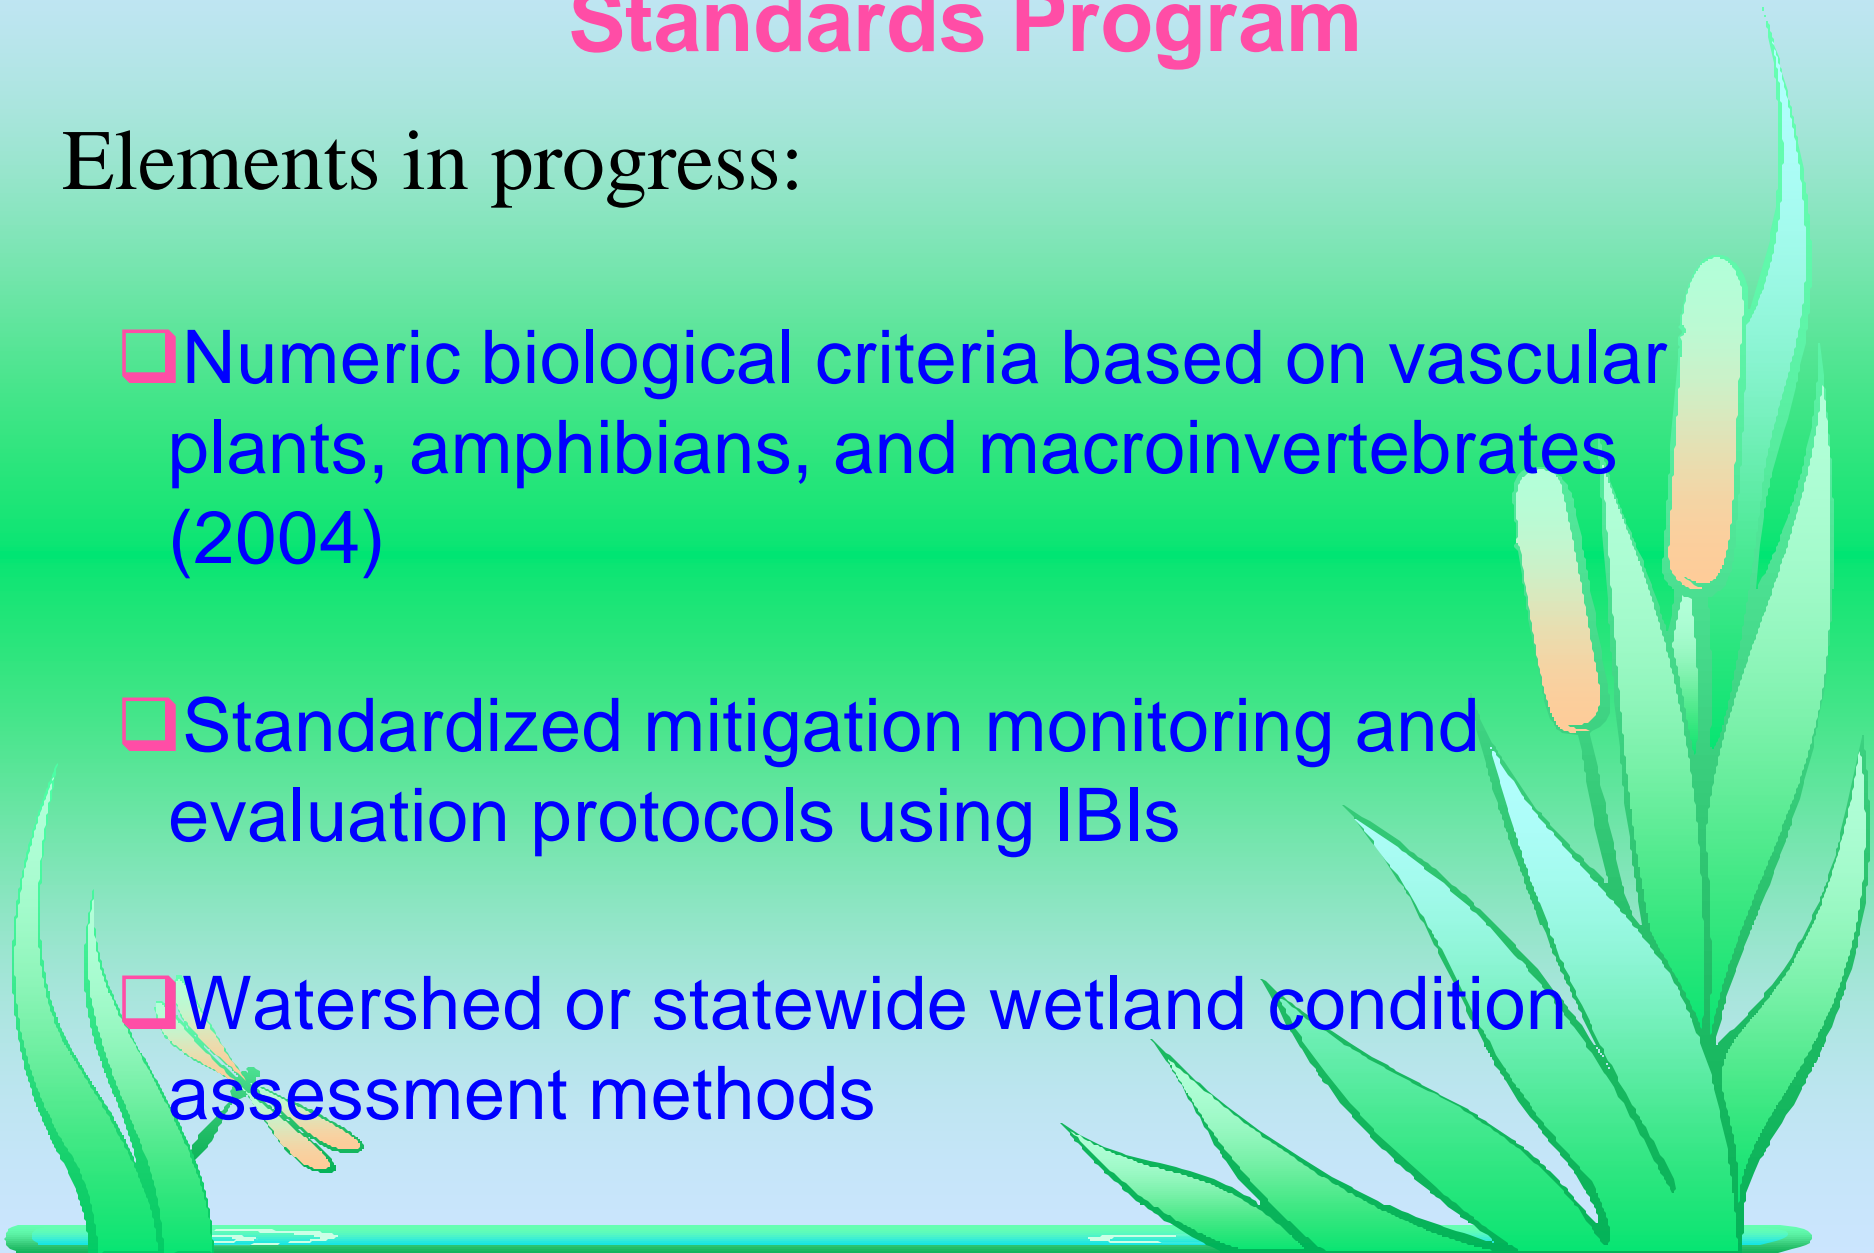 Standards Program
Elements in progress:
❑Numeric biological criteria based on vascular
plants, amphibians, and macroinvertebrates
(2004)
❑Standardized mitigation monitoring and
evaluation protocols using IBIs
❑Watershed or statewide wetland condition
assessment methods